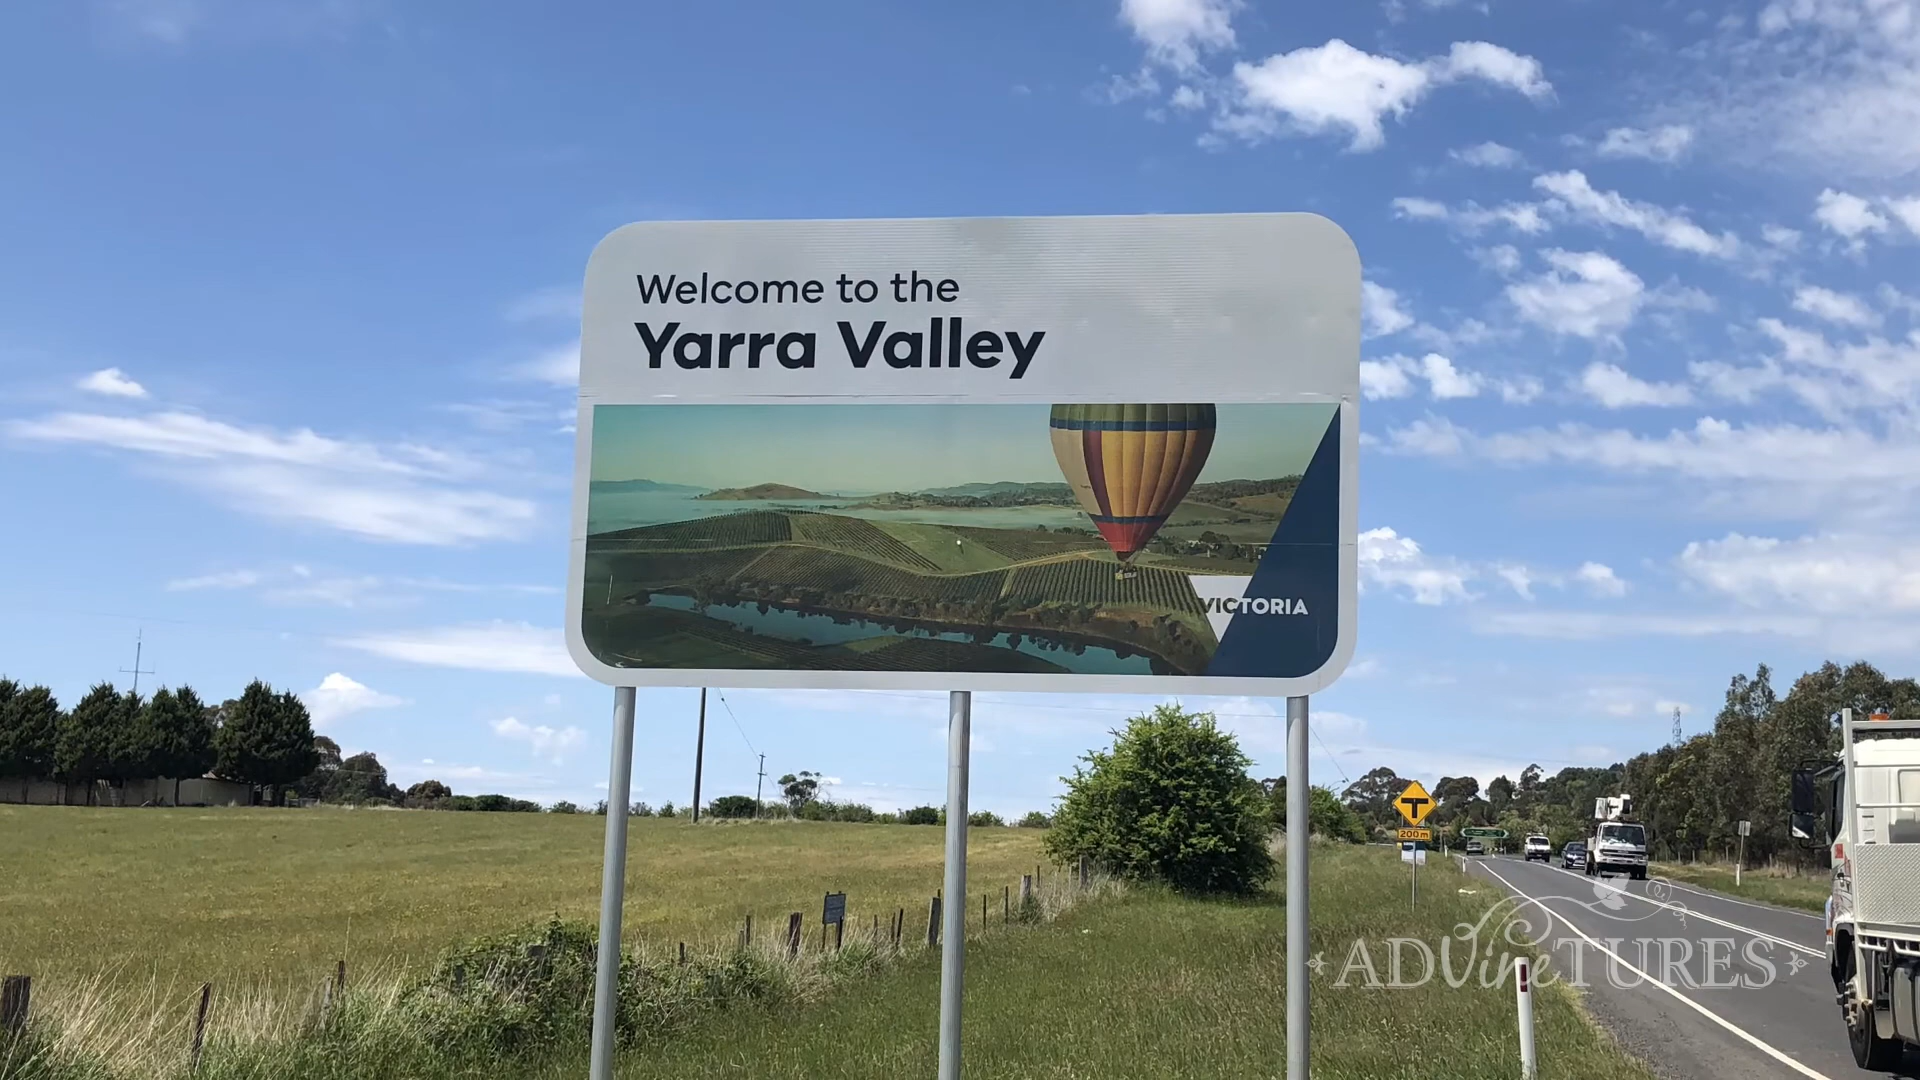 Welcome to the
Yarra Valley
VICTORIA
200m
ADVineTURES